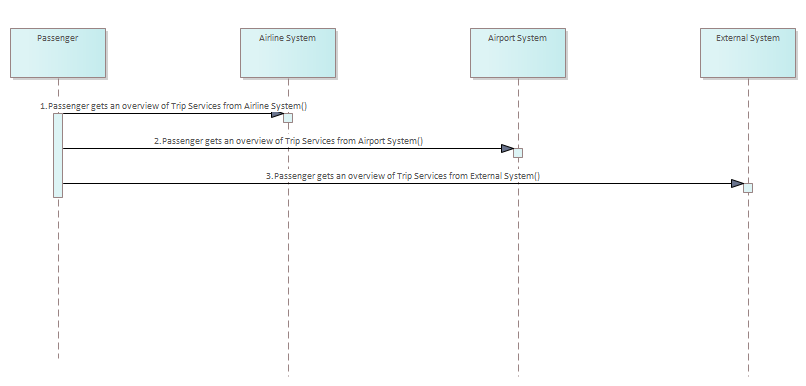 Passenger
Airline System
Airport System
External System
1.Passenger gets an overview of Trip Services from Airline System()
2.Passenger gets an overview of Trip Services from Airport System()
3.Passenger gets an overview of Trip Services from External System()